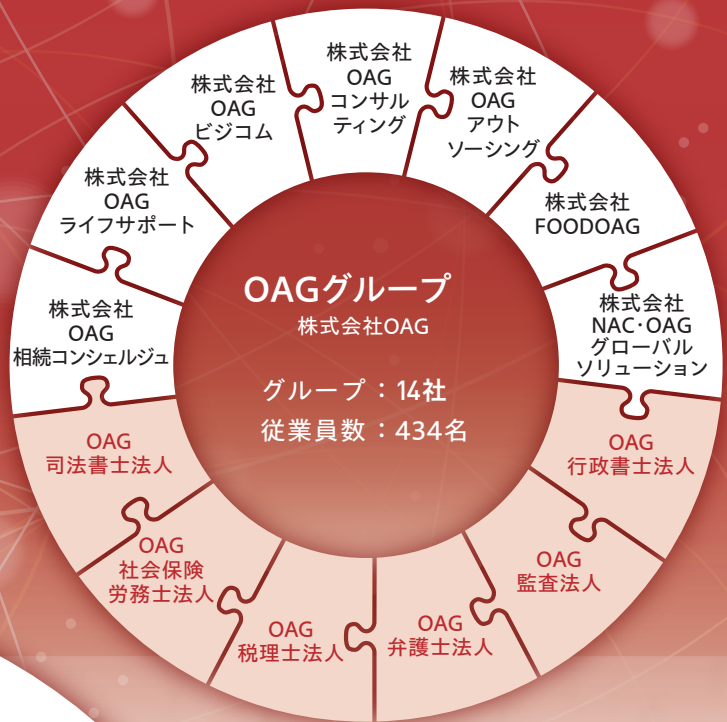 株式会社
OAG
コンサル
ティング
株式会社
OAG
アウト
ソーシング
株式会社
FOODOAG
株式会社
NAC・OAG
グローバル
ソリューション
OAG
行政書士法人
OAG
監査法人
OAG
弁護士法人
OAG
税理士法人
OAG
社会保険
労務士法人
OAG
司法書士法人
株式会社
OAG
相続コンシェルジュ
株式会社
OAG
ライフサポート
株式会社
OAG
ビジコム
OAGグループ
株式会社OAG
グループ：14社
従業員数：434名